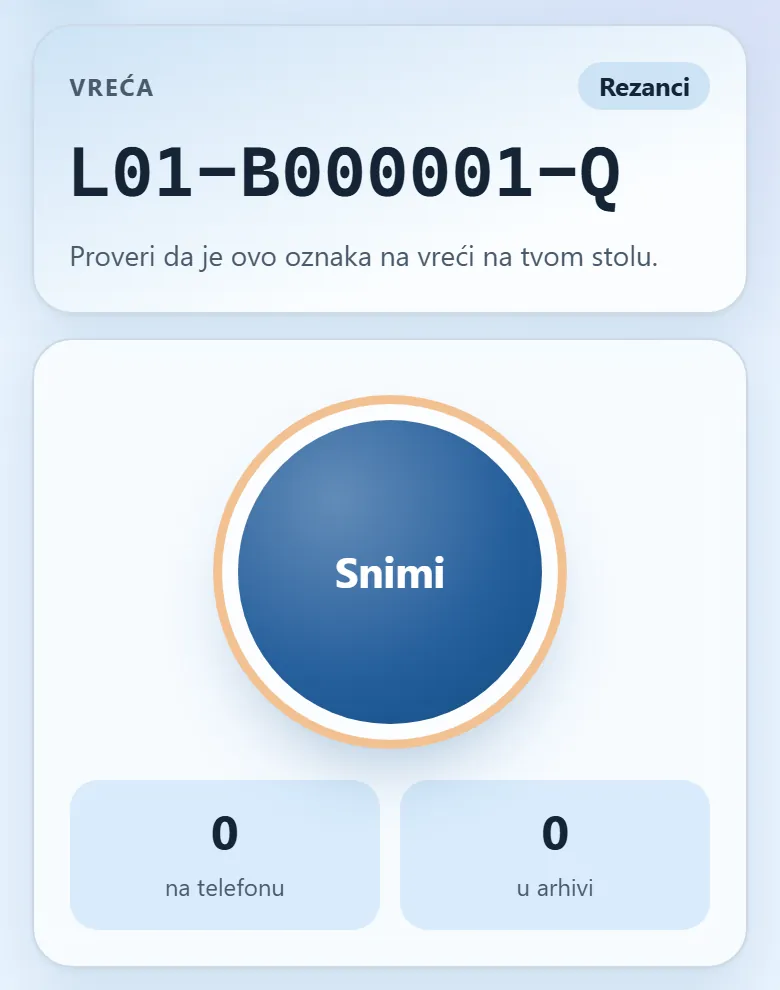 VREĆA
Rezanci
L01-B000001-Q
Proveri da je ovo oznaka na vreći na tvom stolu.
Snimi
0
na telefonu
0
u arhivi